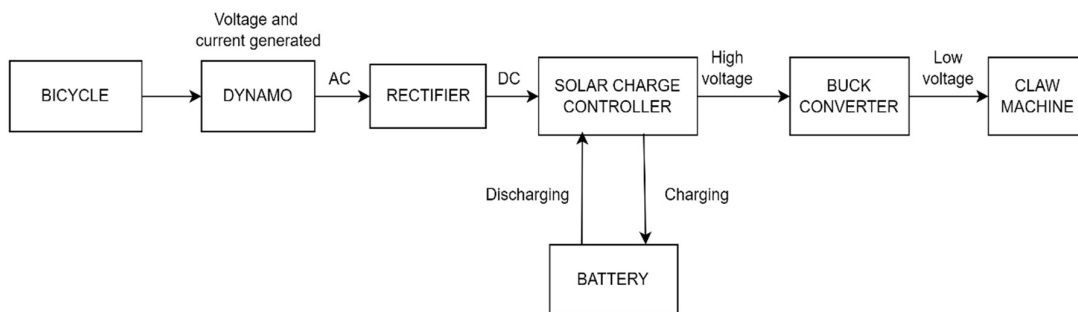 Voltage and
current generated
BICYCLE
DYNAMO
AC
RECTIFIER
DC
SOLAR CHARGE
CONTROLLER
High
voltage
BUCK
CONVERTER
Low
voltage
CLAW
MACHINE
Discharging
Charging
BATTERY